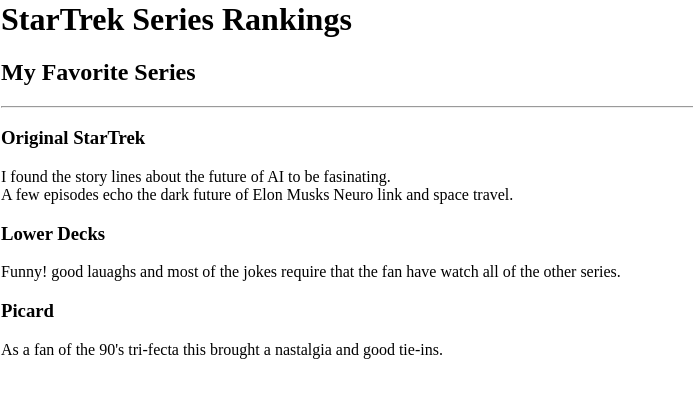 StarTrek Series Rankings
My Favorite Series
Original StarTrek
I found the story lines about the future of AI to be fasinating.
A few episodes echo the dark future of Elon Musks Neuro link and space travel.
Lower Decks
Funny! good lauaghs and most of the jokes require that the fan have watch all of the other series.
Picard
As a fan of the 90's tri-fecta this brought a nastalgia and good tie-ins.